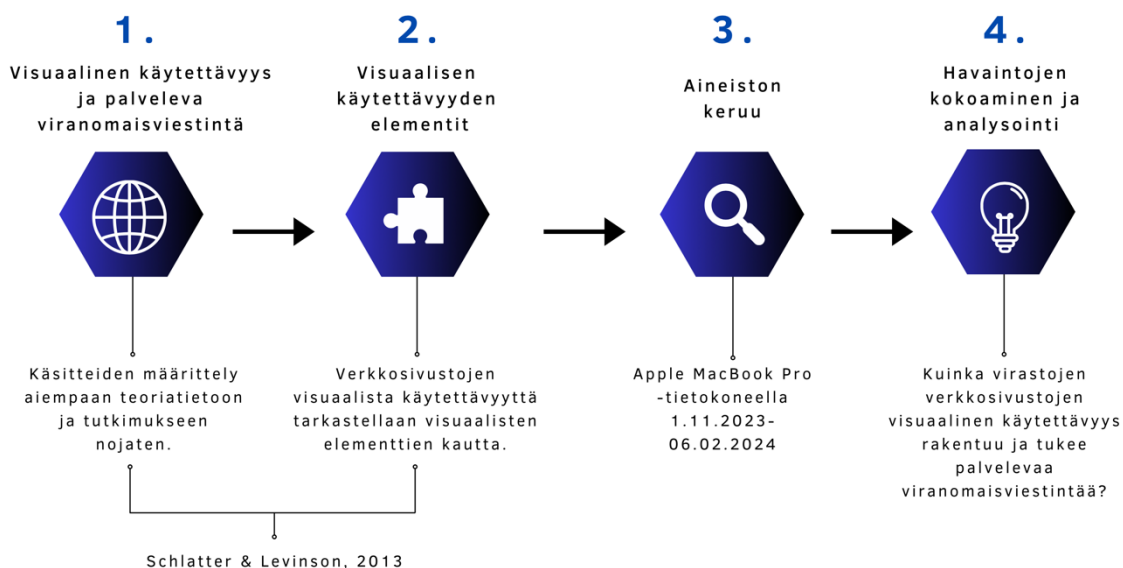 1.
Visuaalinen käytettävyys
ja palveleva
viranomaisviestintä
Käsitteiden määrittely
aiempaan teoriatietoon
ja tutkimukseen
nojaten.
2.
Visuaalisen
käytettävyyden
elementit
Verkkosivustojen
visuaalista käytettävyyttä
tarkastellaan visuaalisten
elementtien kautta.
Schlatter & Levinson, 2013
3.
Aineiston
keruu
Apple MacBook Pro
-tietokoneella
1.11.2023-
06.02.2024
4.
Havaintojen
kokoaminen ja
analysointi
Kuinka virastojen
verkkosivustojen
visuaalinen käytettävyys
rakentuu ja tukee
palvelevaa
viranomaisviestintää?